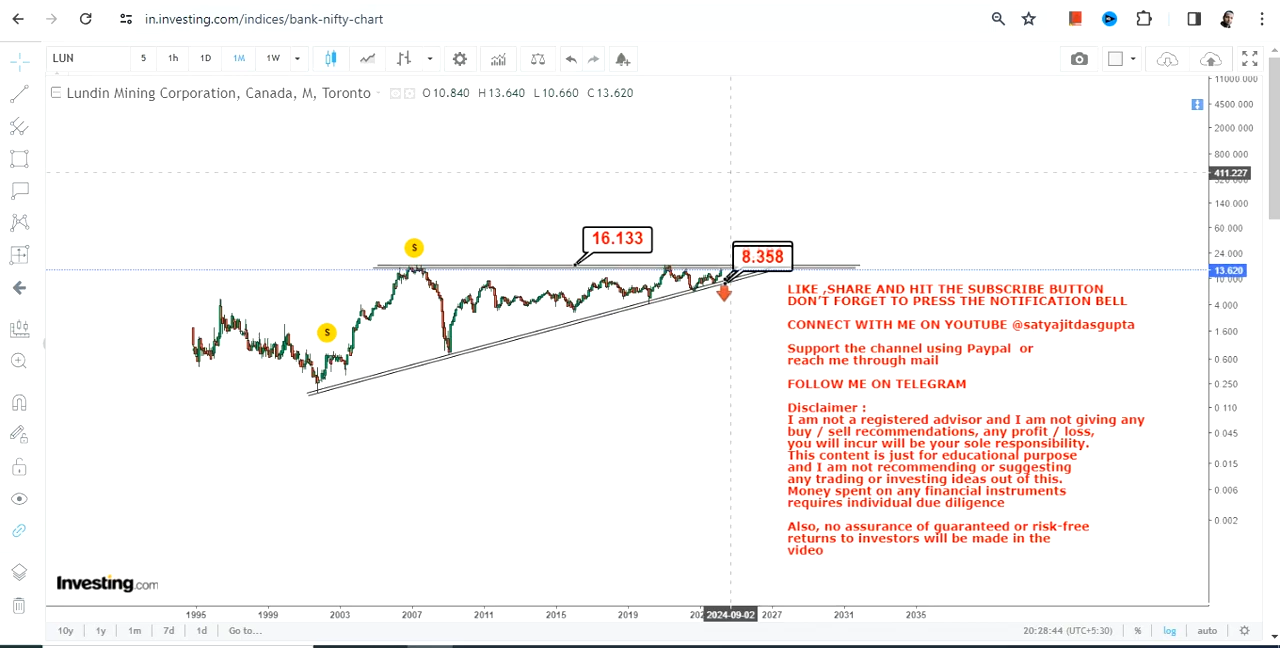 in.investing.com/indices/bank-nifty-chart
LUN 5 1h 1D 1M 1W
Lundin Mining Corporation, Canada, M, Toronto O10.840 H13.640 L10.660 C13.620
11000 000
4500 000
2000 000
800 000
411.227
140 000
60 000
24 000
13.620
4 000
1 600
0 600
0 250
0 110
0 045
0 015
0 006
0 002
$
$
16.133
8.358
LIKE ,SHARE AND HIT THE SUBSCRIBE BUTTON
DON'T FORGET TO PRESS THE NOTIFICATION BELL
CONNECT WITH ME ON YOUTUBE @satyajitdasgupta
Support the channel using Paypal or
reach me through mail
FOLLOW ME ON TELEGRAM
Disclaimer :
I am not a registered advisor and I am not giving any
buy / sell recommendations, any profit / loss,
you will incur will be your sole responsibility.
This content is just for educational purpose
and I am not recommending or suggesting
any trading or investing ideas out of this.
Money spent on any financial instruments
requires individual due diligence
Also, no assurance of guaranteed or risk-free
returns to investors will be made in the
video
Investing.com
1995 1999 2003 2007 2011 2015 2019 2024-09-02 2027 2031 2035
10y 1y 1m 7d 1d Go to... 20:28:44 (UTC+5:30) % log auto